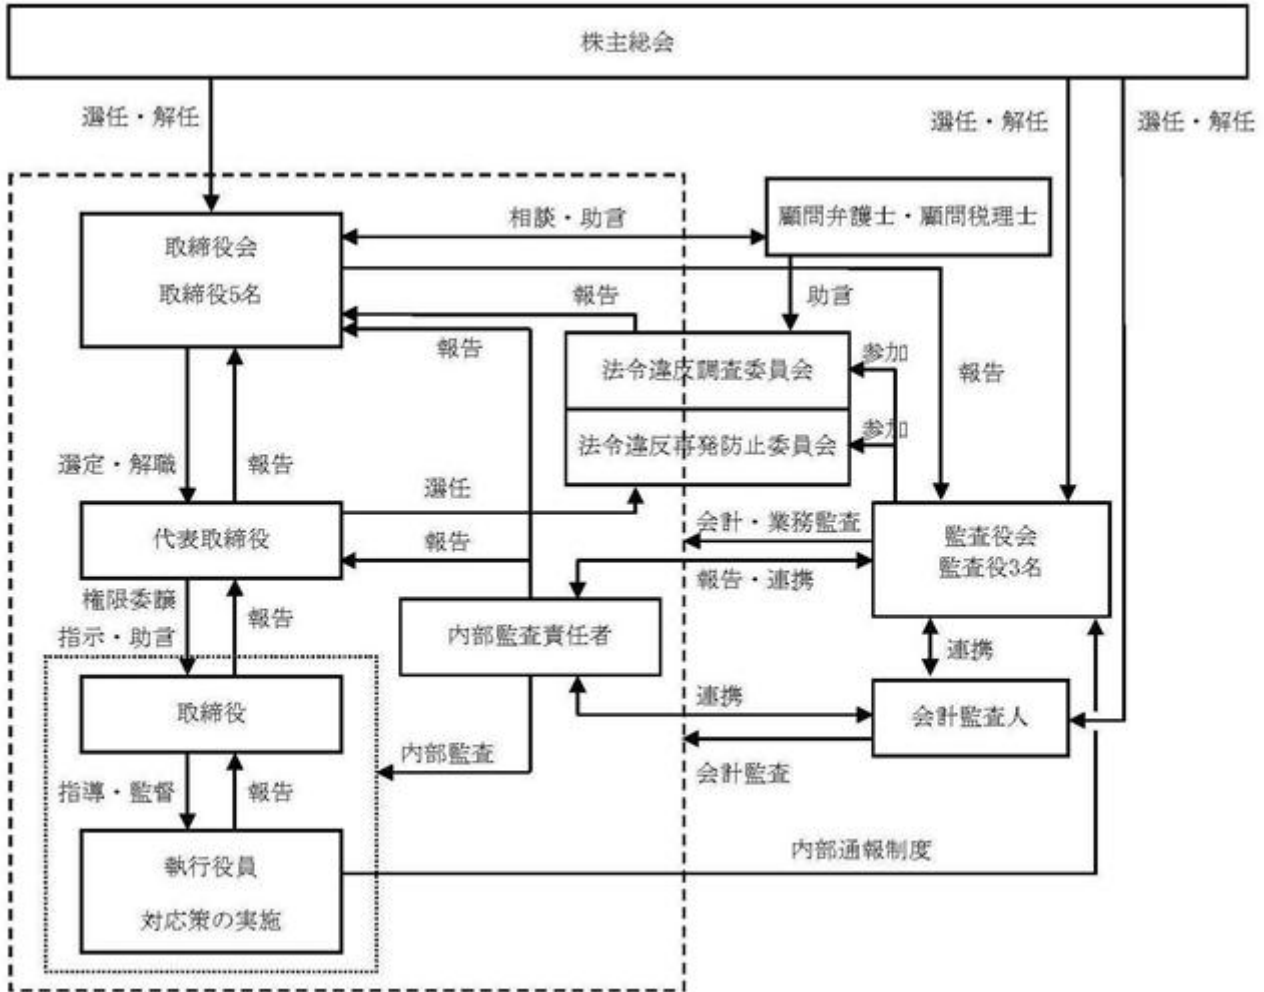 株主総会
選任・解任
選任・解任
選任・解任
取締役会
取締役5名
相談・助言
顧問弁護士・顧問税理士
報告
助言
報告
法令違反調査委員会
参加
報告
法令違反再発防止委員会
参加
選定・解職
報告
選任
代表取締役
報告
会計・業務監査
監査役会
監査役3名
報告・連携
権限委譲
指示・助言
報告
内部監査責任者
連携
取締役
連携
会計監査人
内部監査
会計監査
指導・監督
報告
内部通報制度
執行役員
対応策の実施